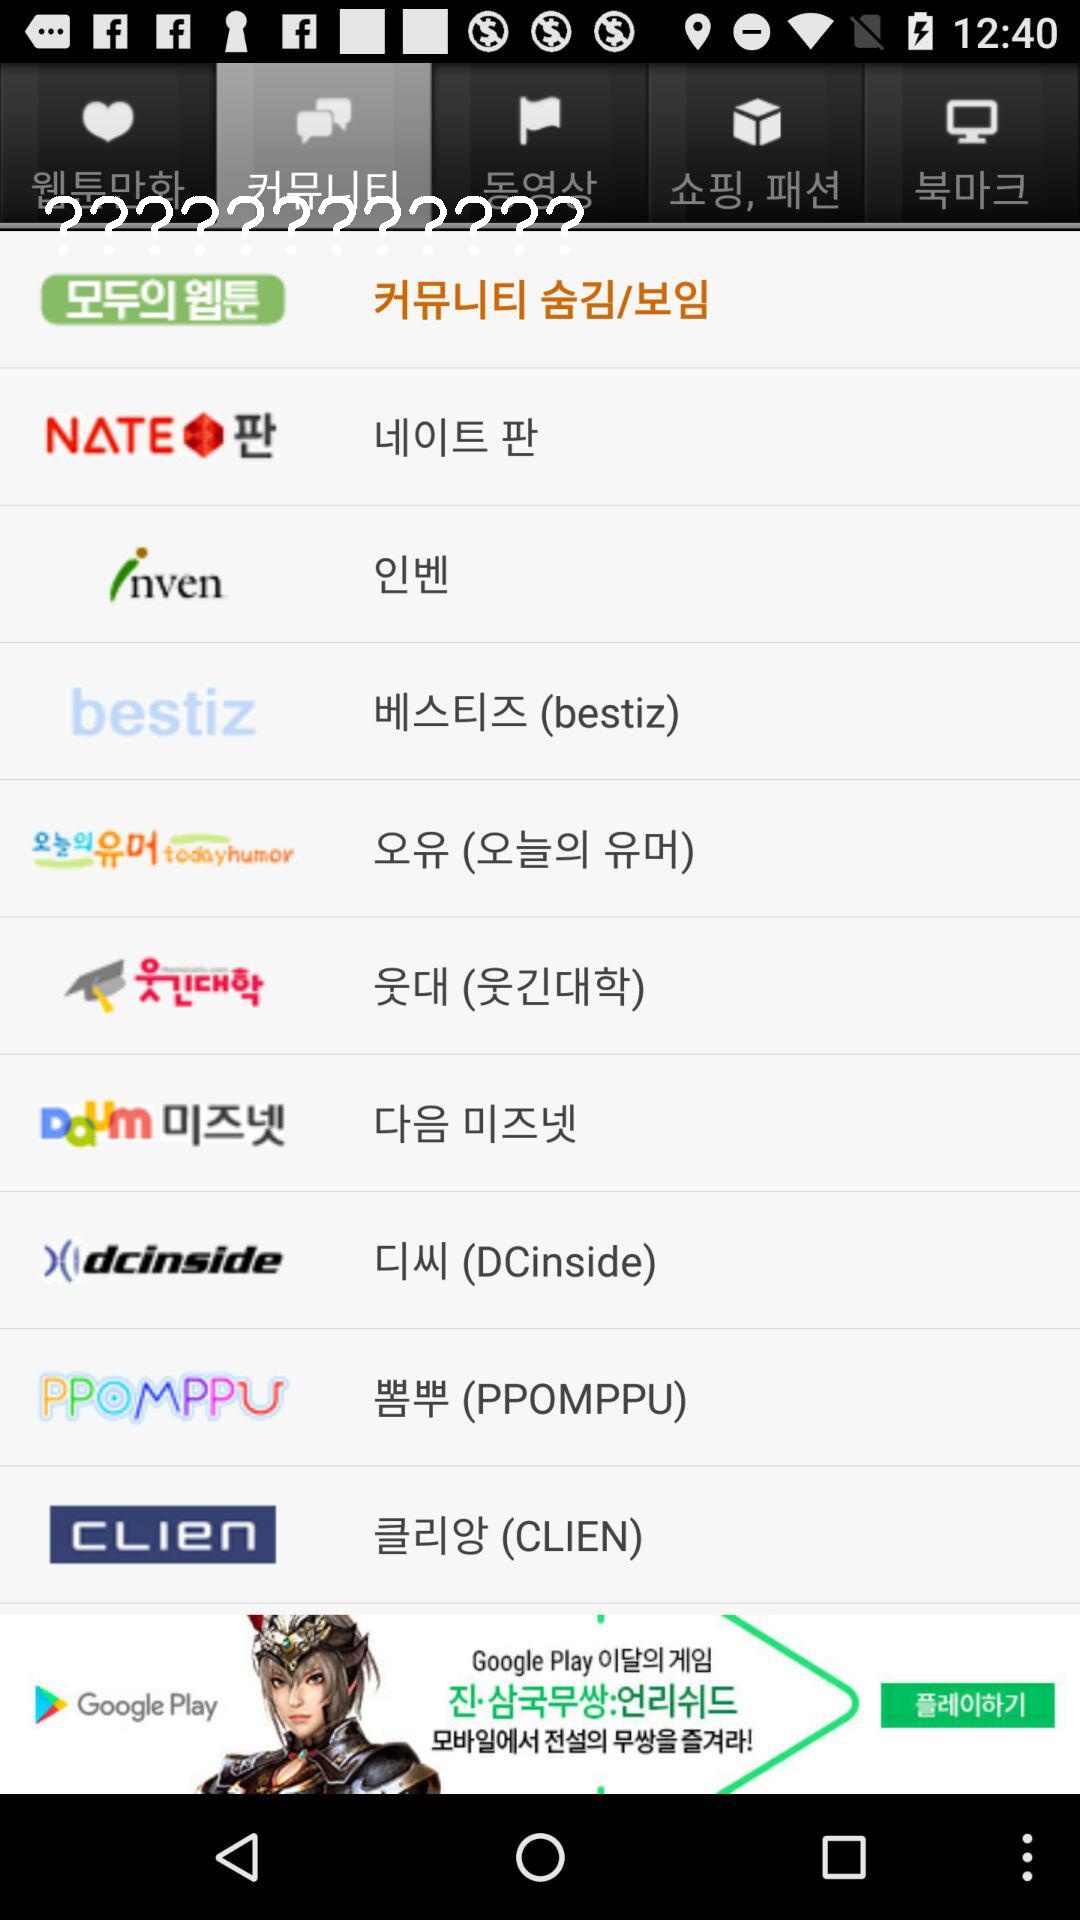 12:40
웹툰만화 커뮤니티 동영상 쇼핑, 패션 북마크
????????????
모두의 웹툰 커뮤니티 숨김/보임
NATE 판 네이트 판
inven 인벤
bestiz 베스티즈 (bestiz)
오늘의유머 todayhumor 오유 (오늘의 유머)
웃긴대학 웃대 (웃긴대학)
Daum 미즈넷 다음 미즈넷
dcinside 디씨 (DCinside)
PPOMPPU 뽐뿌 (PPOMPPU)
CLIEN 클리앙 (CLIEN)
Google Play 이달의 게임
Google Play 진·삼국무쌍:언리쉬드 플레이하기
모바일에서 전설의 무쌍을 즐겨라!